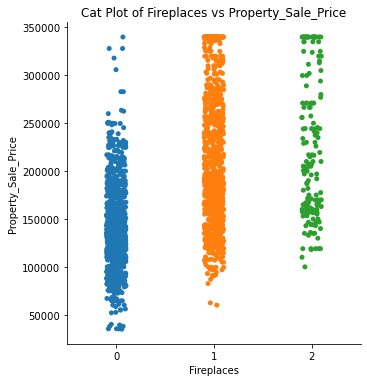 Cat Plot of Fireplaces vs Property_Sale_Price
350000
300000
250000
200000
150000
100000
50000
Property_Sale_Price
0 1 2
Fireplaces